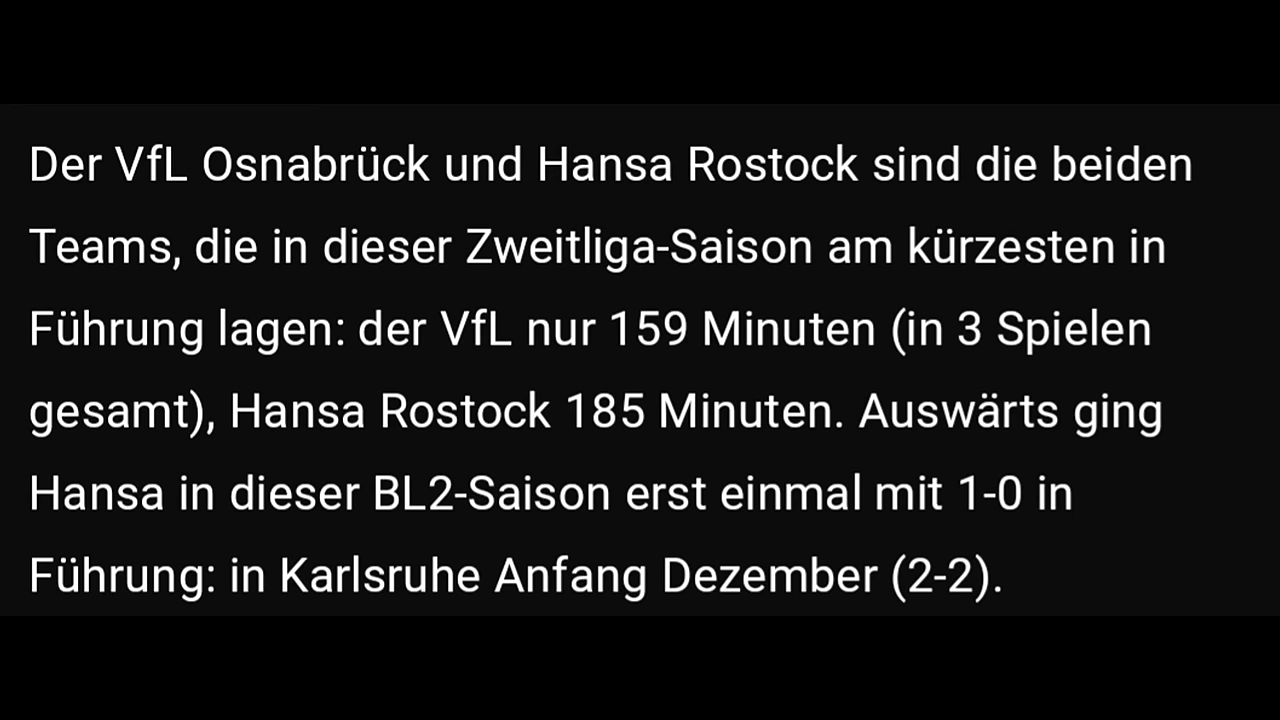 Der VfL Osnabrück und Hansa Rostock sind die beiden
Teams, die in dieser Zweitliga-Saison am kürzesten in
Führung lagen: der VfL nur 159 Minuten (in 3 Spielen
gesamt), Hansa Rostock 185 Minuten. Auswärts ging
Hansa in dieser BL2-Saison erst einmal mit 1-0 in
Führung: in Karlsruhe Anfang Dezember (2-2).